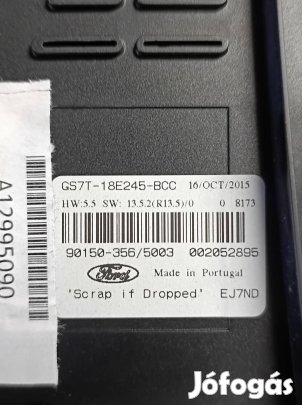 GS7T-18E245-BCC 16/OCT/2015
HW:5.5 SW: 13.5.2(R13.5)/0 0 8173
90150-356/5003 002052895
Ford Made in Portugal
'Scrap if Dropped' EJ7ND
A12995090
Jófogás